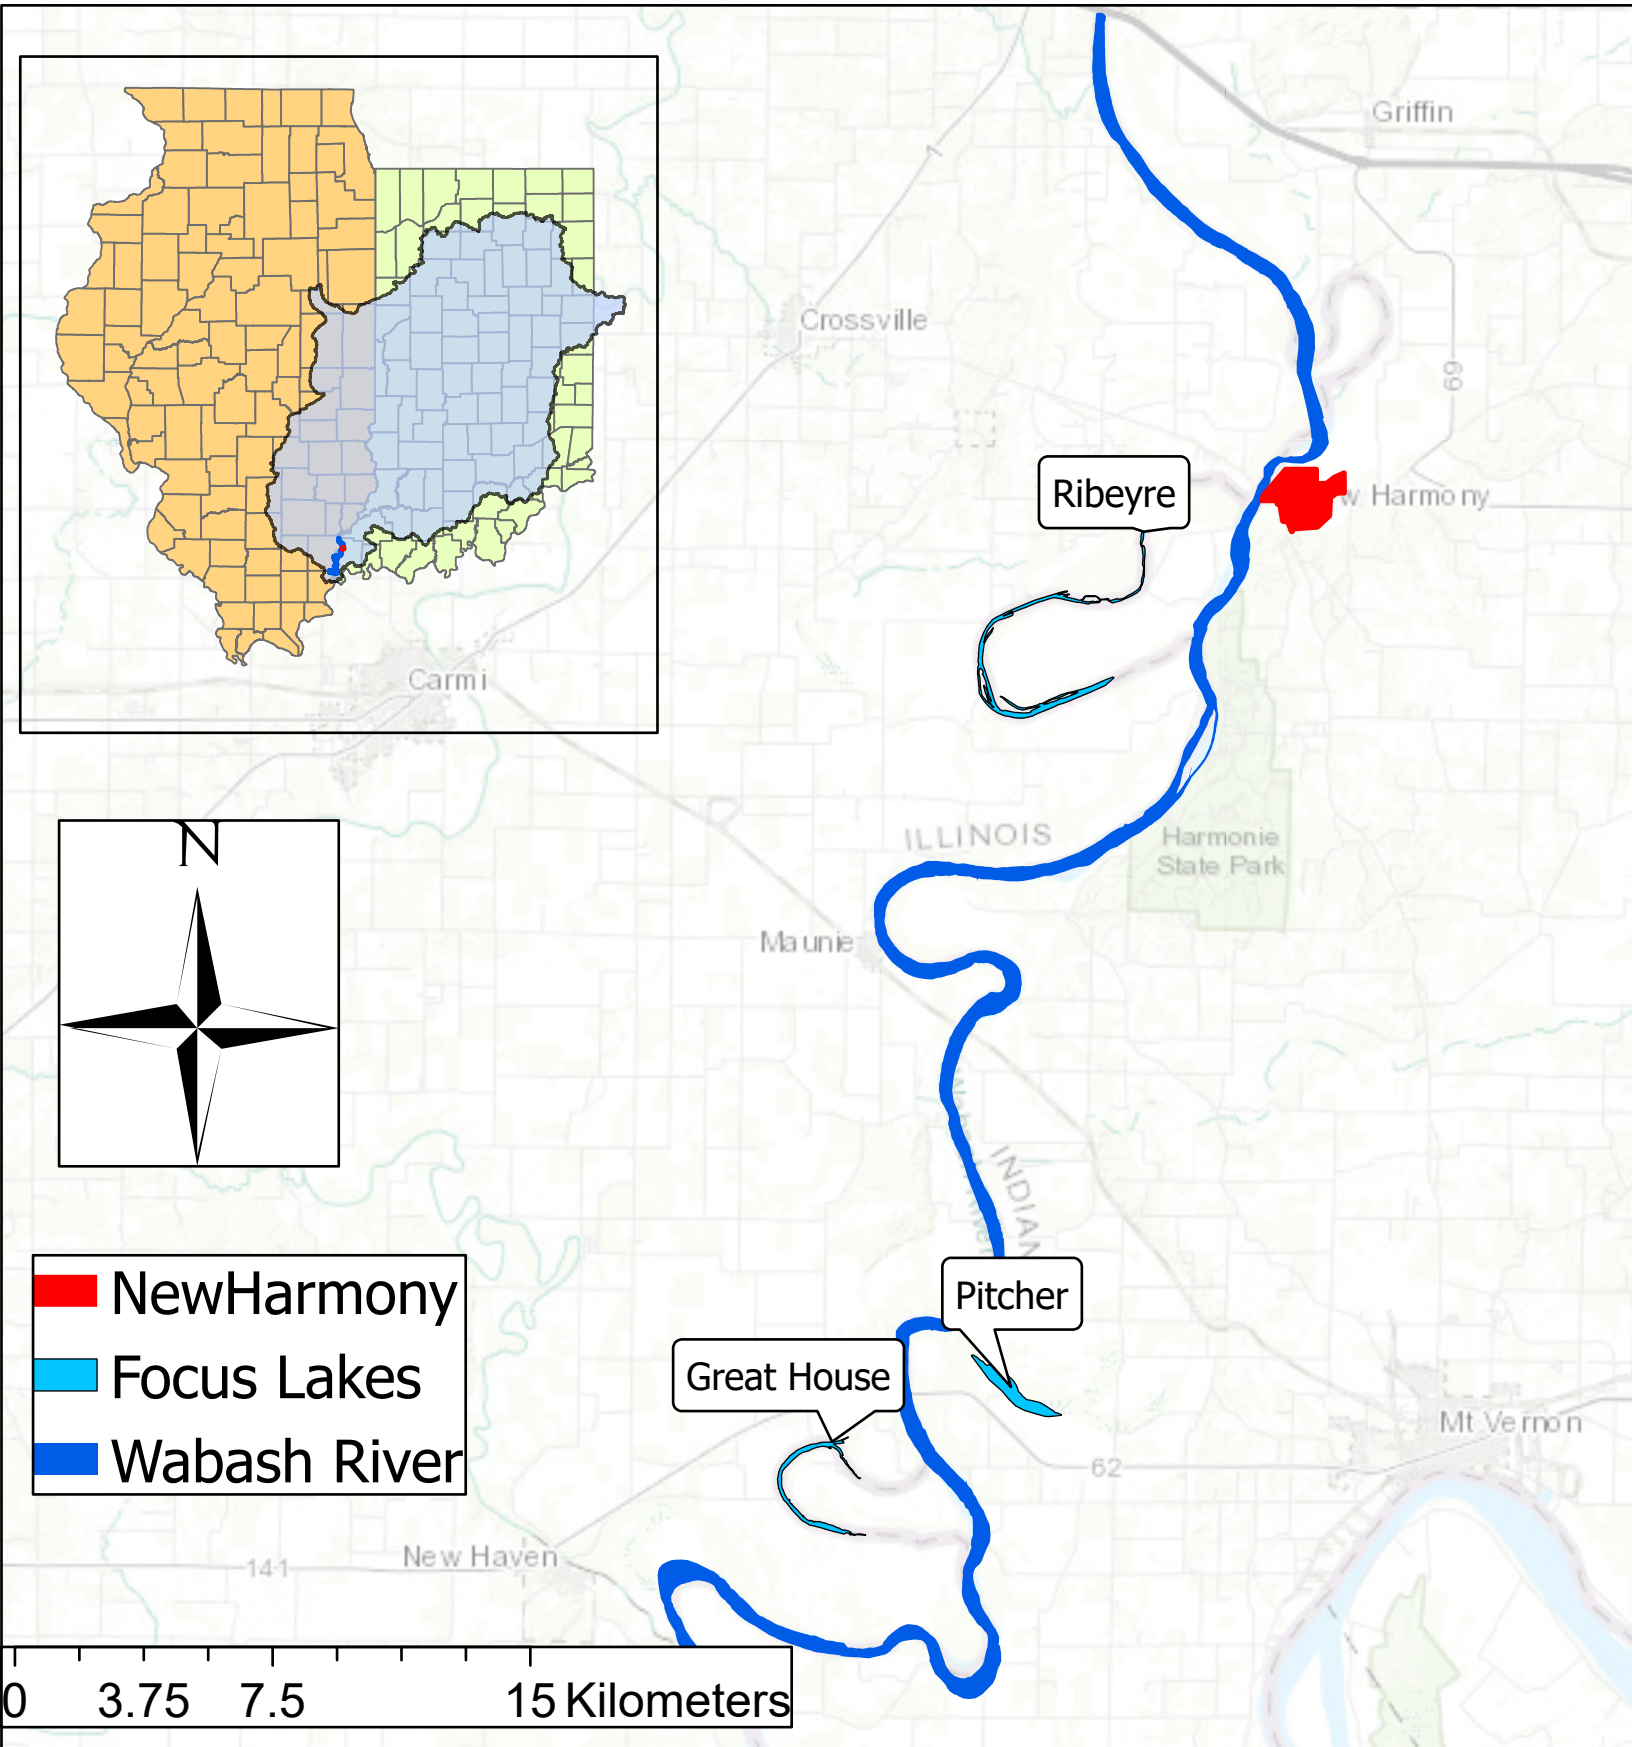 Griffin
1
Crossville
69
Ribeyre
w Harmony
Carmi
N
ILLINOIS
Harmonie
State Park
Maunie
INDIAN
Pitcher
NewHarmony
Focus Lakes
Wabash River
Great House
Mt Vernon
62
New Haven
141
0 3.75 7.5 15 Kilometers